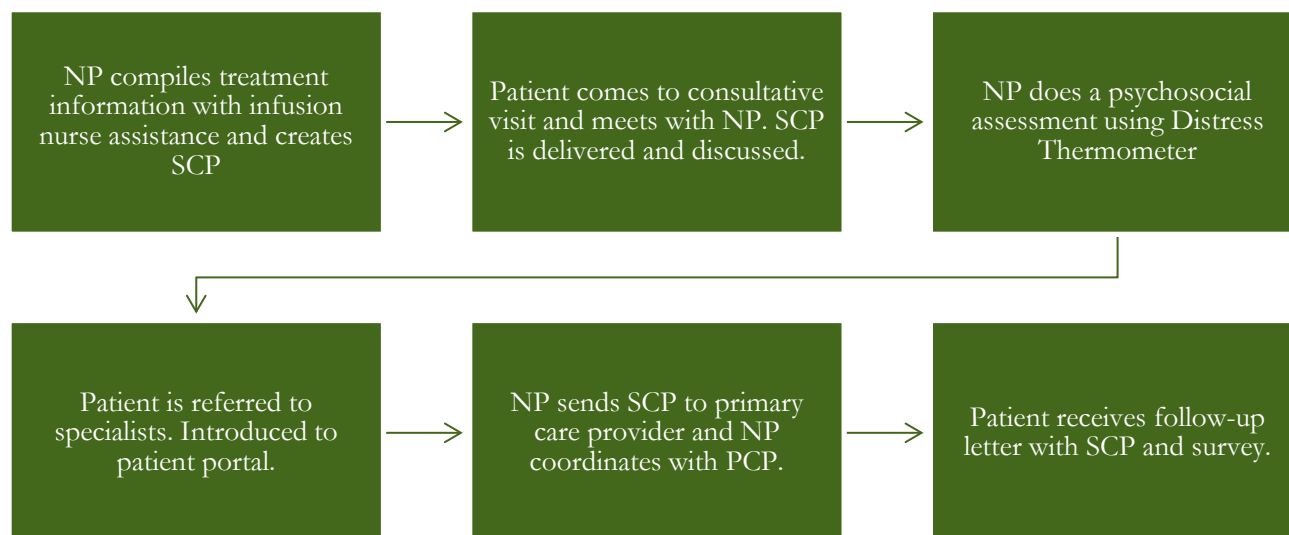 NP compiles treatment
information with infusion
nurse assistance and creates
SCP
Patient comes to consultative
visit and meets with NP. SCP
is delivered and discussed.
NP does a psychosocial
assessment using Distress
Thermometer
Patient is referred to
specialists. Introduced to
patient portal.
NP sends SCP to primary
care provider and NP
coordinates with PCP.
Patient receives follow-up
letter with SCP and survey.